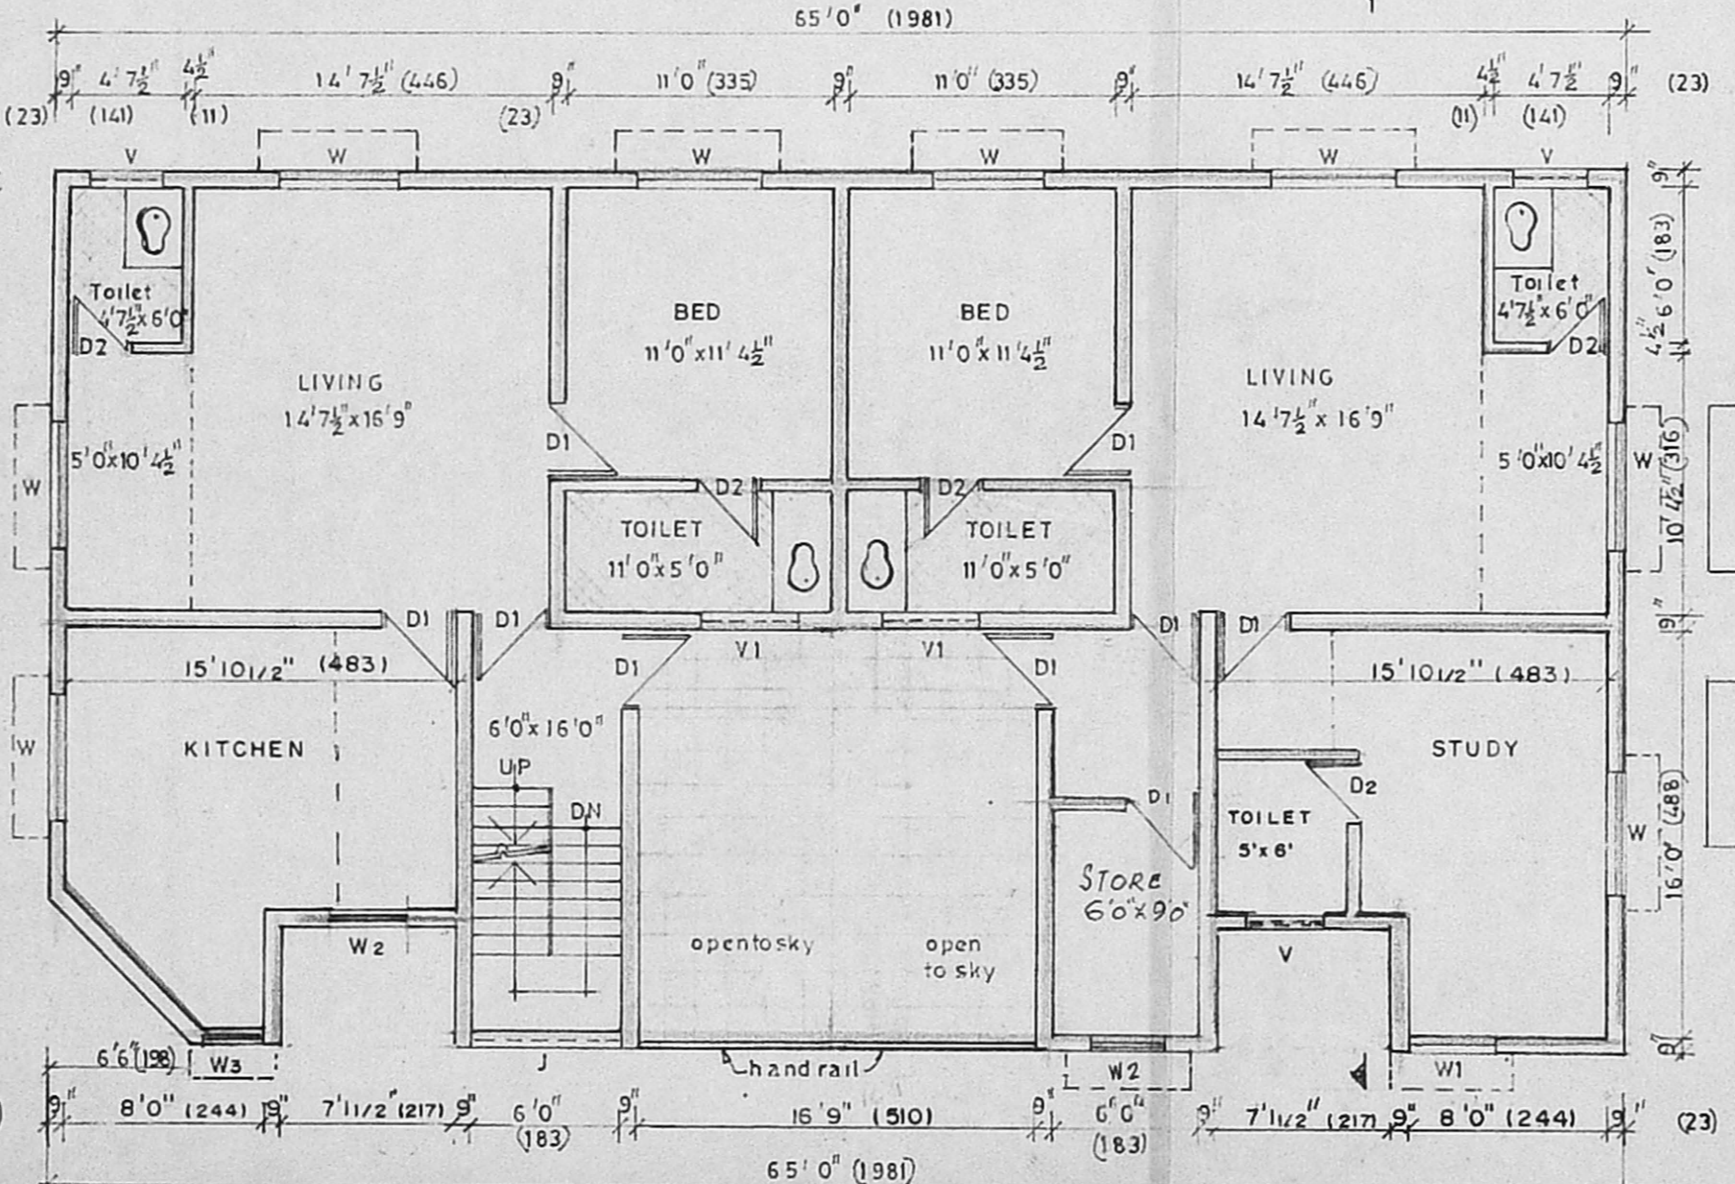 65'0" (1981)
9" 4'7½" 4½" 14'7½" (446) 9" 11'0" (335) 9" 11'0" (335) 9" 14'7½" (446) 4½" 4'7½" 9" (23)
(23) (141) (11) (23) (11) (141)
V W W W W V
9"
Toilet
4'7½"x6'0"
D2
Toilet
4'7½"x6'0"
D2
4½" 6'0" (183)
BED
11'0"x11'4½"
BED
11'0"x11'4½"
LIVING
14'7½"x16'9"
LIVING
14'7½"x16'9"
D1 D1
W 5'0"x10'4½"
5'0"x10'4½" W
10'4½" (316)
D2 D2
TOILET
11'0"x5'0"
TOILET
11'0"x5'0"
D1 D1 D1 D1
9"
V1 V1
D1 D1
15'10 1/2" (483)
15'10 1/2" (483)
6'0"x16'0"
W KITCHEN
STUDY
UP
DN
D1
D2
TOILET
5'x6'
W
16'0" (488)
STORE
6'0"x9'0"
W2
open to sky
open
to sky
V
9"
6'6" (198) W3 J hand rail W2 W1
9" 8'0" (244) 9" 7'1 1/2" (217) 9" 6'0" 9" 16'9" (510) 9" 6'0" 9" 7'1 1/2" (217) 9" 8'0" (244) 9" (23)
(183) (183)
65'0" (1981)